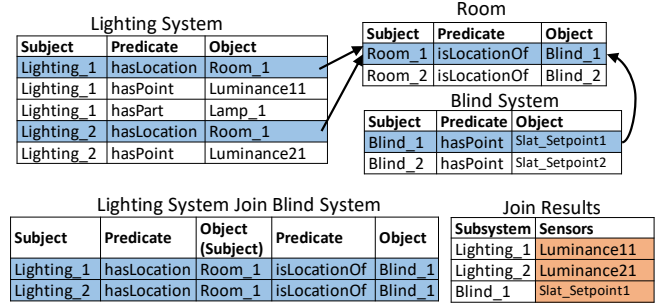 Lighting System
Subject Predicate Object
Lighting_1 hasLocation Room_1
Lighting_1 hasPoint Luminance11
Lighting_1 hasPart Lamp_1
Lighting_2 hasLocation Room_1
Lighting_2 hasPoint Luminance21
Room
Subject Predicate Object
Room_1 isLocationOf Blind_1
Room_2 isLocationOf Blind_2
Blind System
Subject Predicate Object
Blind_1 hasPoint Slat_Setpoint1
Blind_2 hasPoint Slat_Setpoint2
Lighting System Join Blind System
Subject Predicate Object (Subject) Predicate Object
Lighting_1 hasLocation Room_1 isLocationOf Blind_1
Lighting_2 hasLocation Room_1 isLocationOf Blind_1
Join Results
Subsystem Sensors
Lighting_1 Luminance11
Lighting_2 Luminance21
Blind_1 Slat_Setpoint1